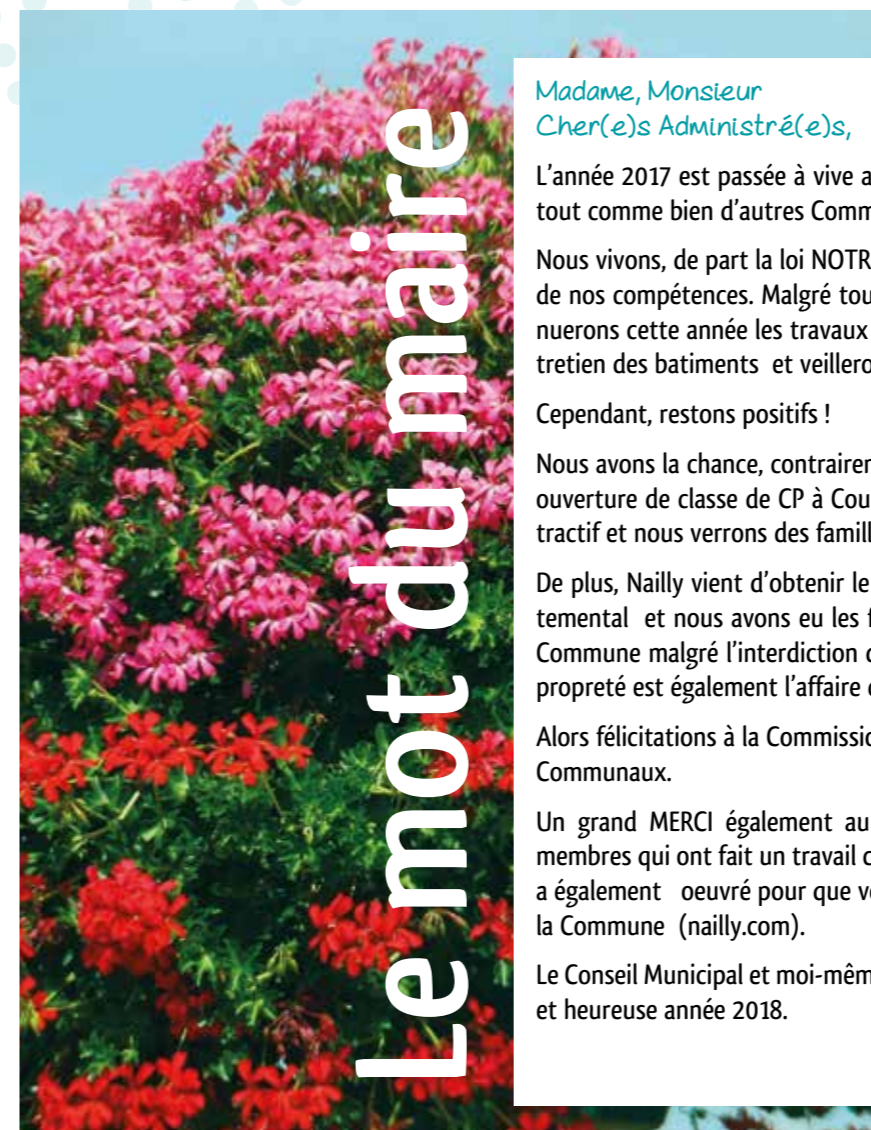 Le mot du maire
Madame, Monsieur
Cher(e)s Administré(e)s,
L'année 2017 est passée à vive a
tout comme bien d'autres Comm
Nous vivons, de part la loi NOTR
de nos compétences. Malgré tou
nuerons cette année les travaux
tretien des batiments et veillero
Cependant, restons positifs !
Nous avons la chance, contrairer
ouverture de classe de CP à Cou
tractif et nous verrons des famill
De plus, Nailly vient d'obtenir le
temental et nous avons eu les f
Commune malgré l'interdiction d
propreté est également l'affaire d
Alors félicitations à la Commissio
Communaux.
Un grand MERCI également au
membres qui ont fait un travail c
a également oeuvré pour que vo
la Commune (nailly.com).
Le Conseil Municipal et moi-mêm
et heureuse année 2018.